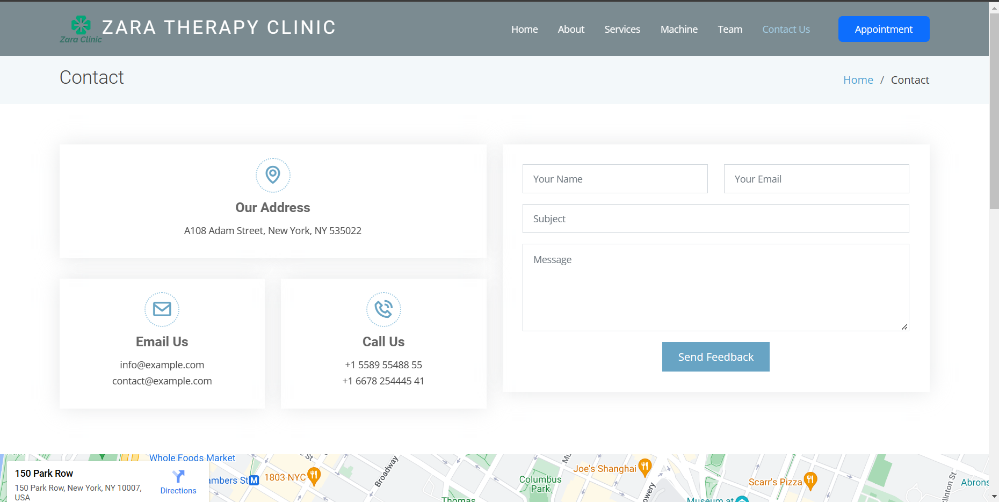 Zara Clinic
ZARA THERAPY CLINIC
Home
About
Services
Machine
Team
Contact Us
Appointment
Contact
Home / Contact
Our Address
A108 Adam Street, New York, NY 535022
Email Us
info@example.com
contact@example.com
Call Us
+1 5589 55488 55
+1 6678 254445 41
Your Name
Your Email
Subject
Message
Send Feedback
150 Park Row
150 Park Row, New York, NY 10007,
USA
Directions
Whole Foods Market
ambers St
M
1803 NYC
Broadway
Columbus
Park
Thomas
Mu
St
Joe's Shanghai
owery
Museum at
Scarr's Pizza
linton St
Abrons